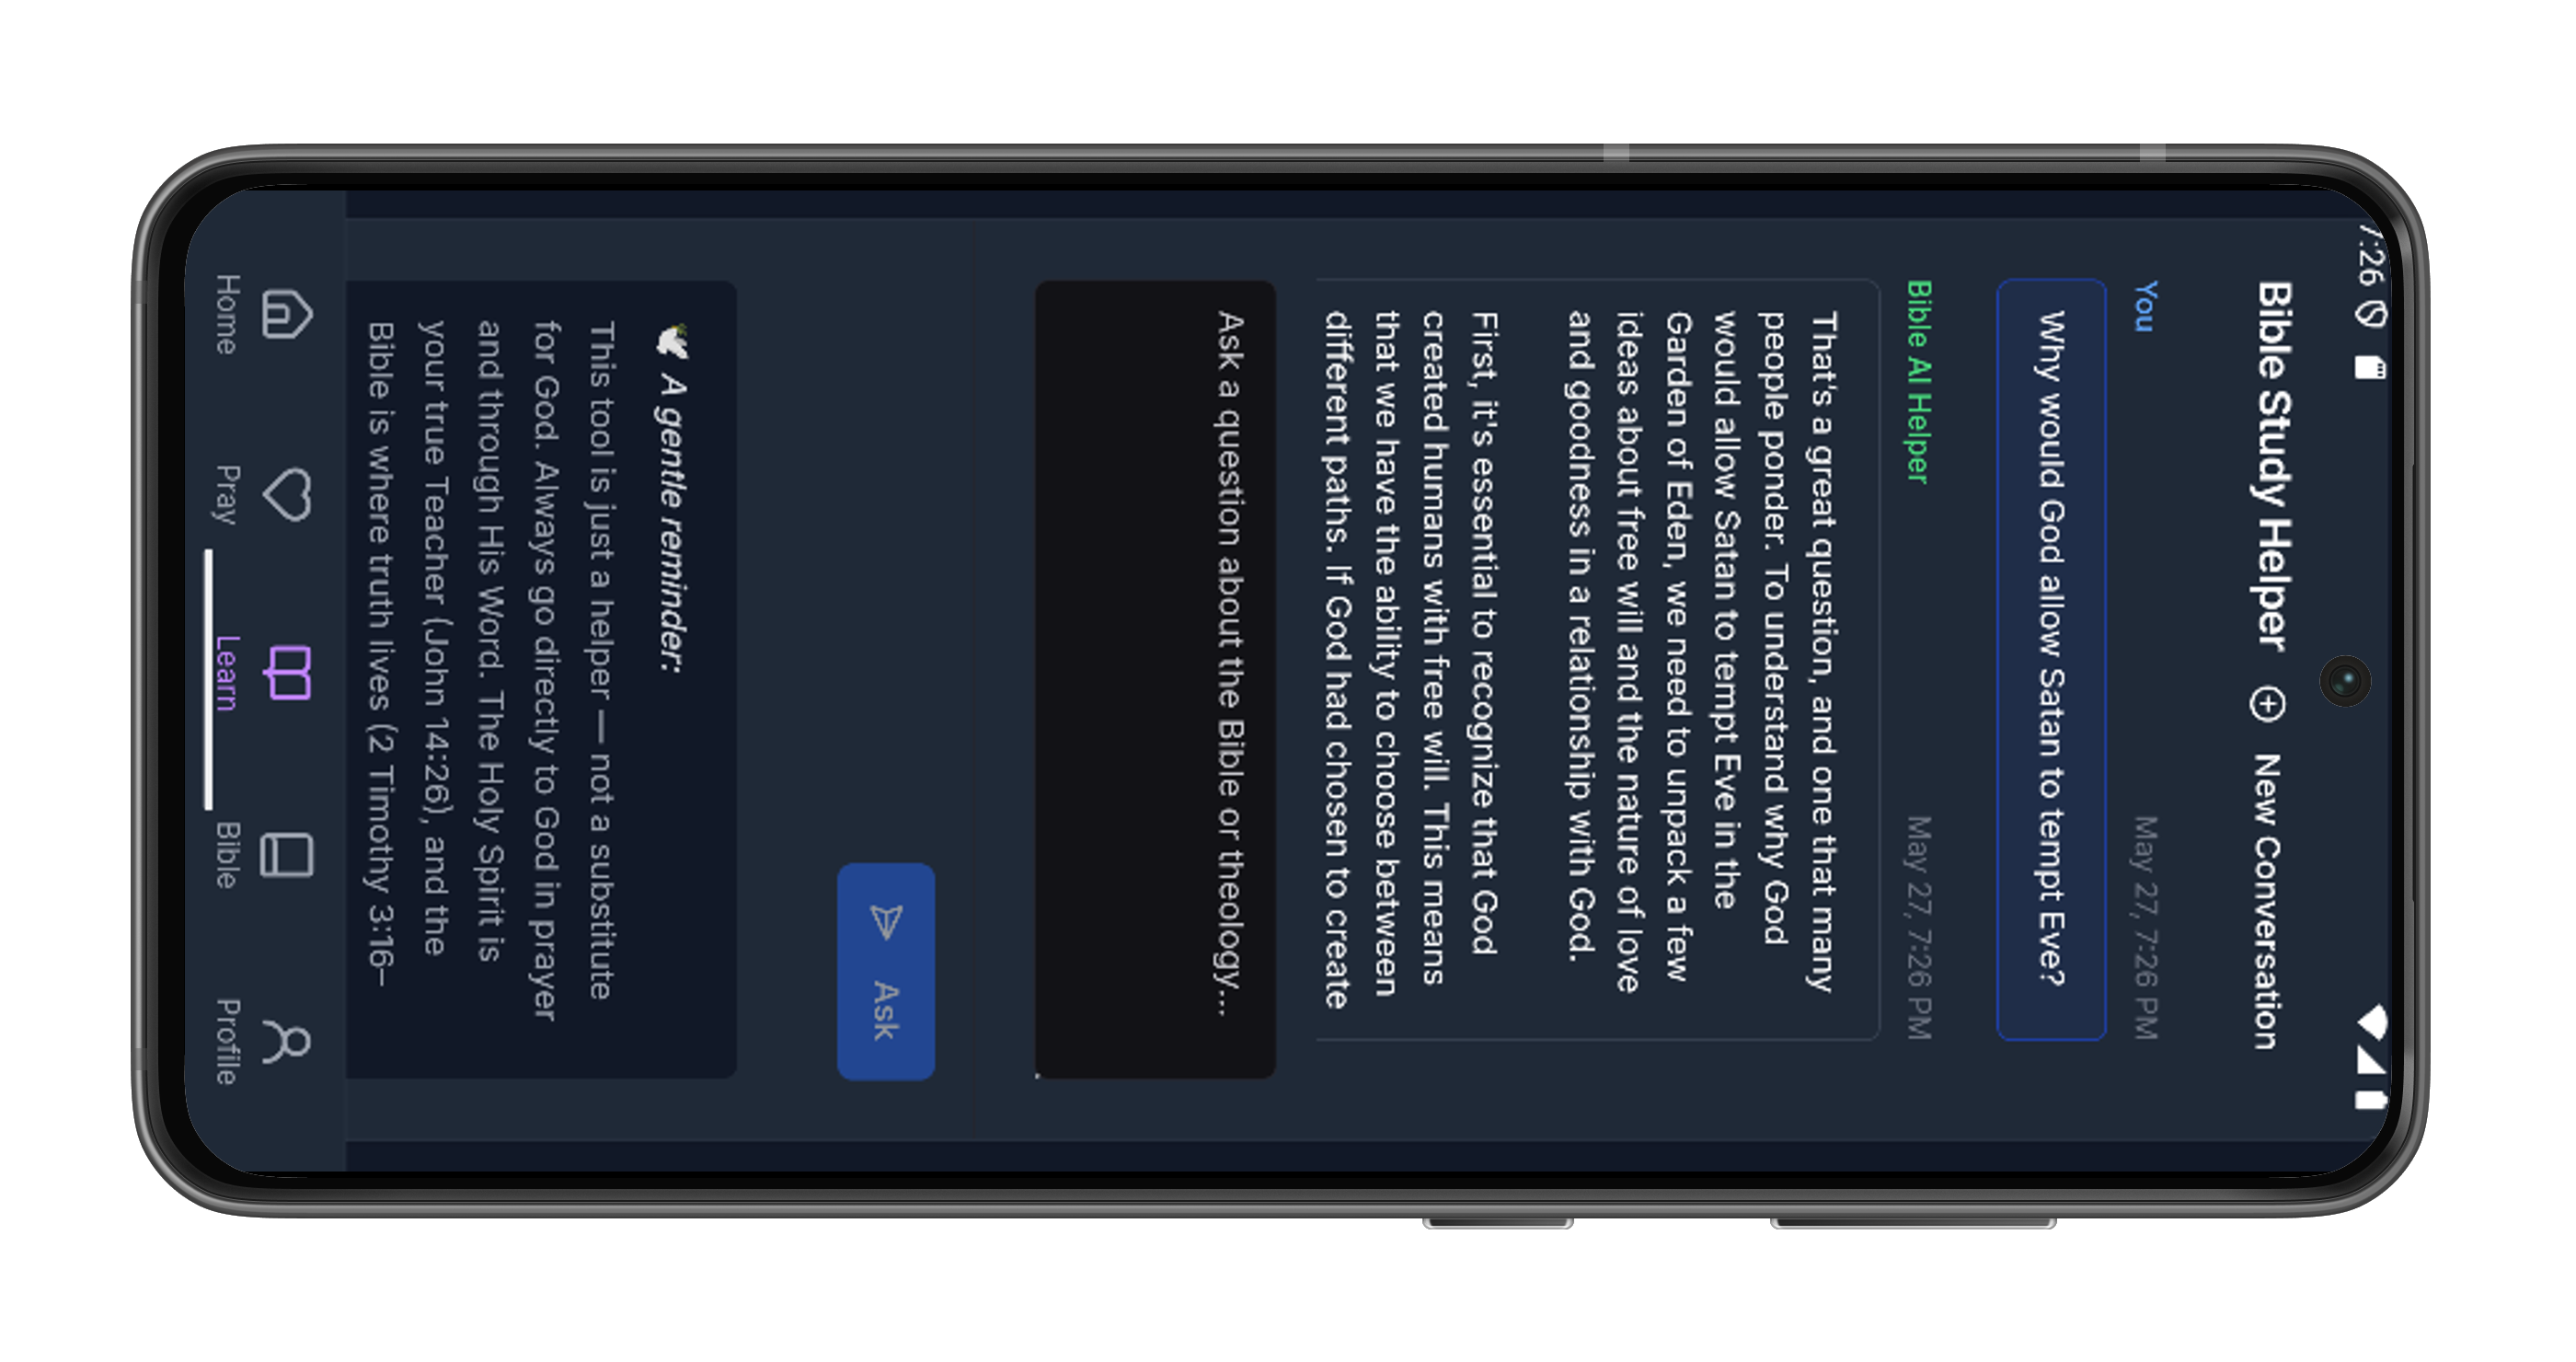 7:26
Bible Study Helper
New Conversation
You
May 27, 7:26 PM
Why would God allow Satan to tempt Eve?
Bible AI Helper
May 27, 7:26 PM
That's a great question, and one that many
people ponder. To understand why God
would allow Satan to tempt Eve in the
Garden of Eden, we need to unpack a few
ideas about free will and the nature of love
and goodness in a relationship with God.
First, it's essential to recognize that God
created humans with free will. This means
that we have the ability to choose between
different paths. If God had chosen to create
Ask a question about the Bible or theology...
Ask
A gentle reminder:
This tool is just a helper — not a substitute
for God. Always go directly to God in prayer
and through His Word. The Holy Spirit is
your true Teacher (John 14:26), and the
Bible is where truth lives (2 Timothy 3:16–
Home
Pray
Learn
Bible
Profile